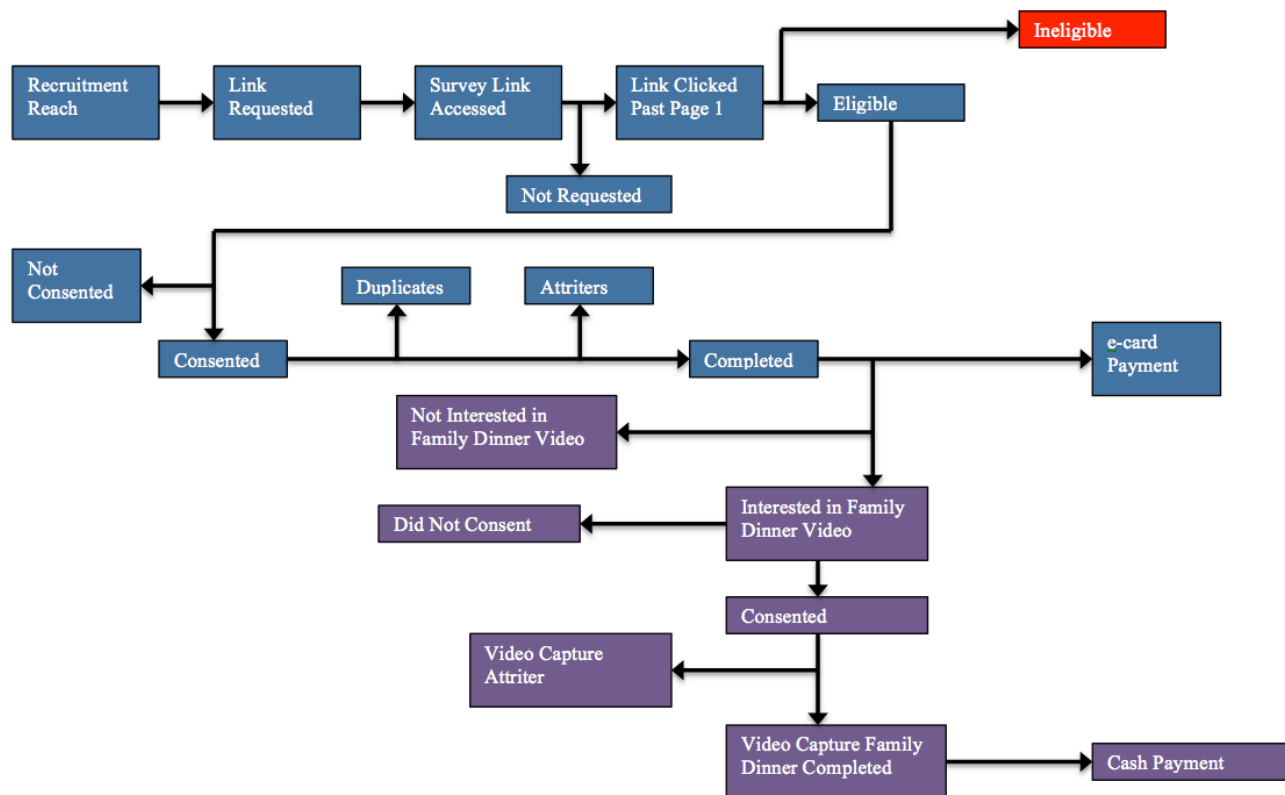 Ineligible
Recruitment
Reach
Link
Requested
Survey Link
Accessed
Link Clicked
Past Page 1
Eligible
Not Requested
Not
Consented
Duplicates
Attriters
Consented
Completed
e-card
Payment
Not Interested in
Family Dinner Video
Interested in Family
Dinner Video
Did Not Consent
Consented
Video Capture
Attriter
Video Capture Family
Dinner Completed
Cash Payment